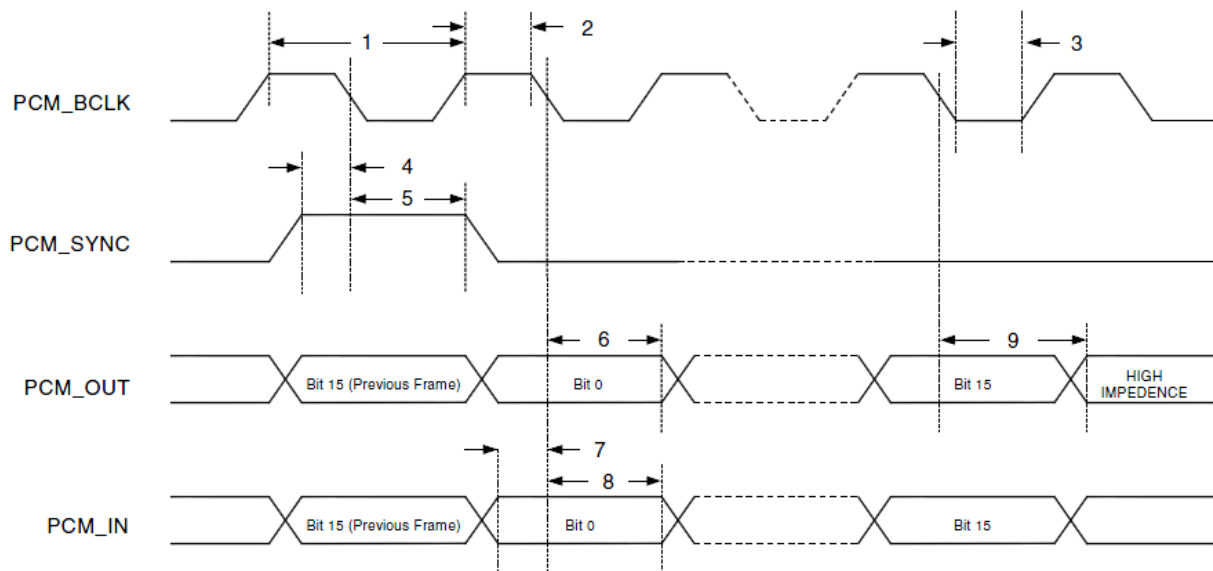 1
2
3
PCM_BCLK
4
5
PCM_SYNC
6
9
PCM_OUT
Bit 15 (Previous Frame)
Bit 0
Bit 15
HIGH
IMPEDENCE
7
8
PCM_IN
Bit 15 (Previous Frame)
Bit 0
Bit 15